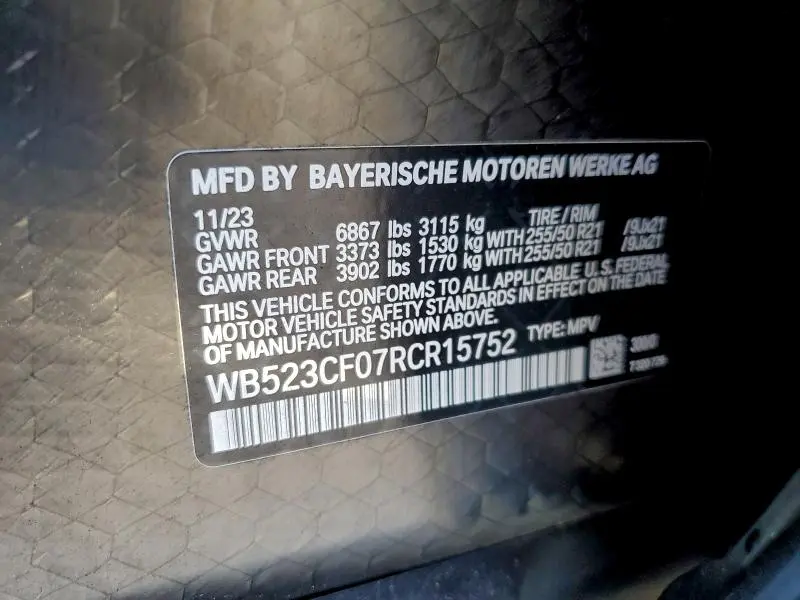 MFD BY BAYERISCHE MOTOREN WERKE AG
11/23 TIRE / RIM
GVWR 6867 lbs 3115 kg
GAWR FRONT 3373 lbs 1530 kg WITH 255/50 R21 /9Jx21
GAWR REAR 3902 lbs 1770 kg WITH 255/50 R21 /9Jx21
THIS VEHICLE CONFORMS TO ALL APPLICABLE U.S. FEDERAL
MOTOR VEHICLE SAFETY STANDARDS IN EFFECT ON THE DATE
OF MANUFACTURE SHOWN ABOVE.
WB523CF07RCR15752 TYPE: MPV